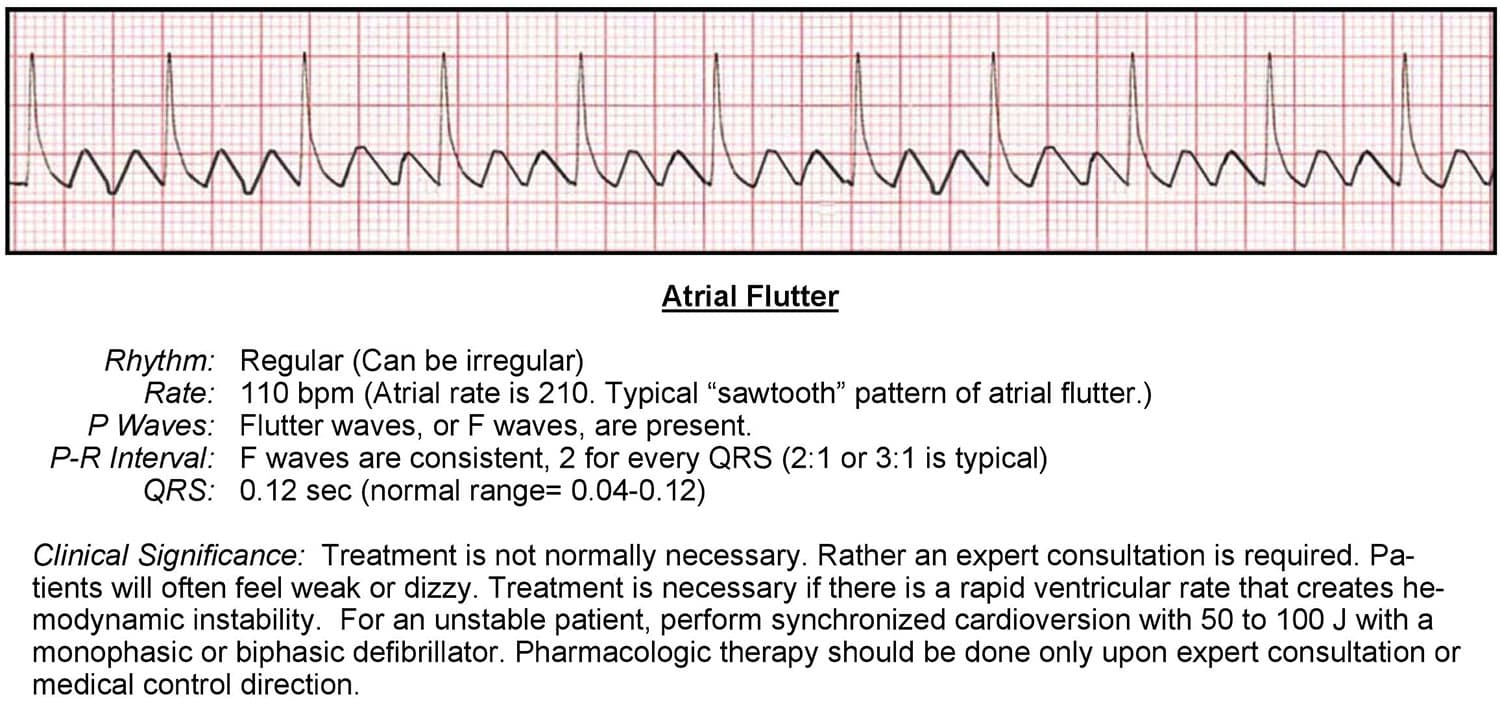 Atrial Flutter
Rhythm: Regular (Can be irregular)
Rate: 110 bpm (Atrial rate is 210. Typical “sawtooth” pattern of atrial flutter.)
P Waves: Flutter waves, or F waves, are present.
P-R Interval: F waves are consistent, 2 for every QRS (2:1 or 3:1 is typical)
QRS: 0.12 sec (normal range= 0.04-0.12)
Clinical Significance: Treatment is not normally necessary. Rather an expert consultation is required. Pa-
tients will often feel weak or dizzy. Treatment is necessary if there is a rapid ventricular rate that creates he-
modynamic instability. For an unstable patient, perform synchronized cardioversion with 50 to 100 J with a
monophasic or biphasic defibrillator. Pharmacologic therapy should be done only upon expert consultation or
medical control direction.